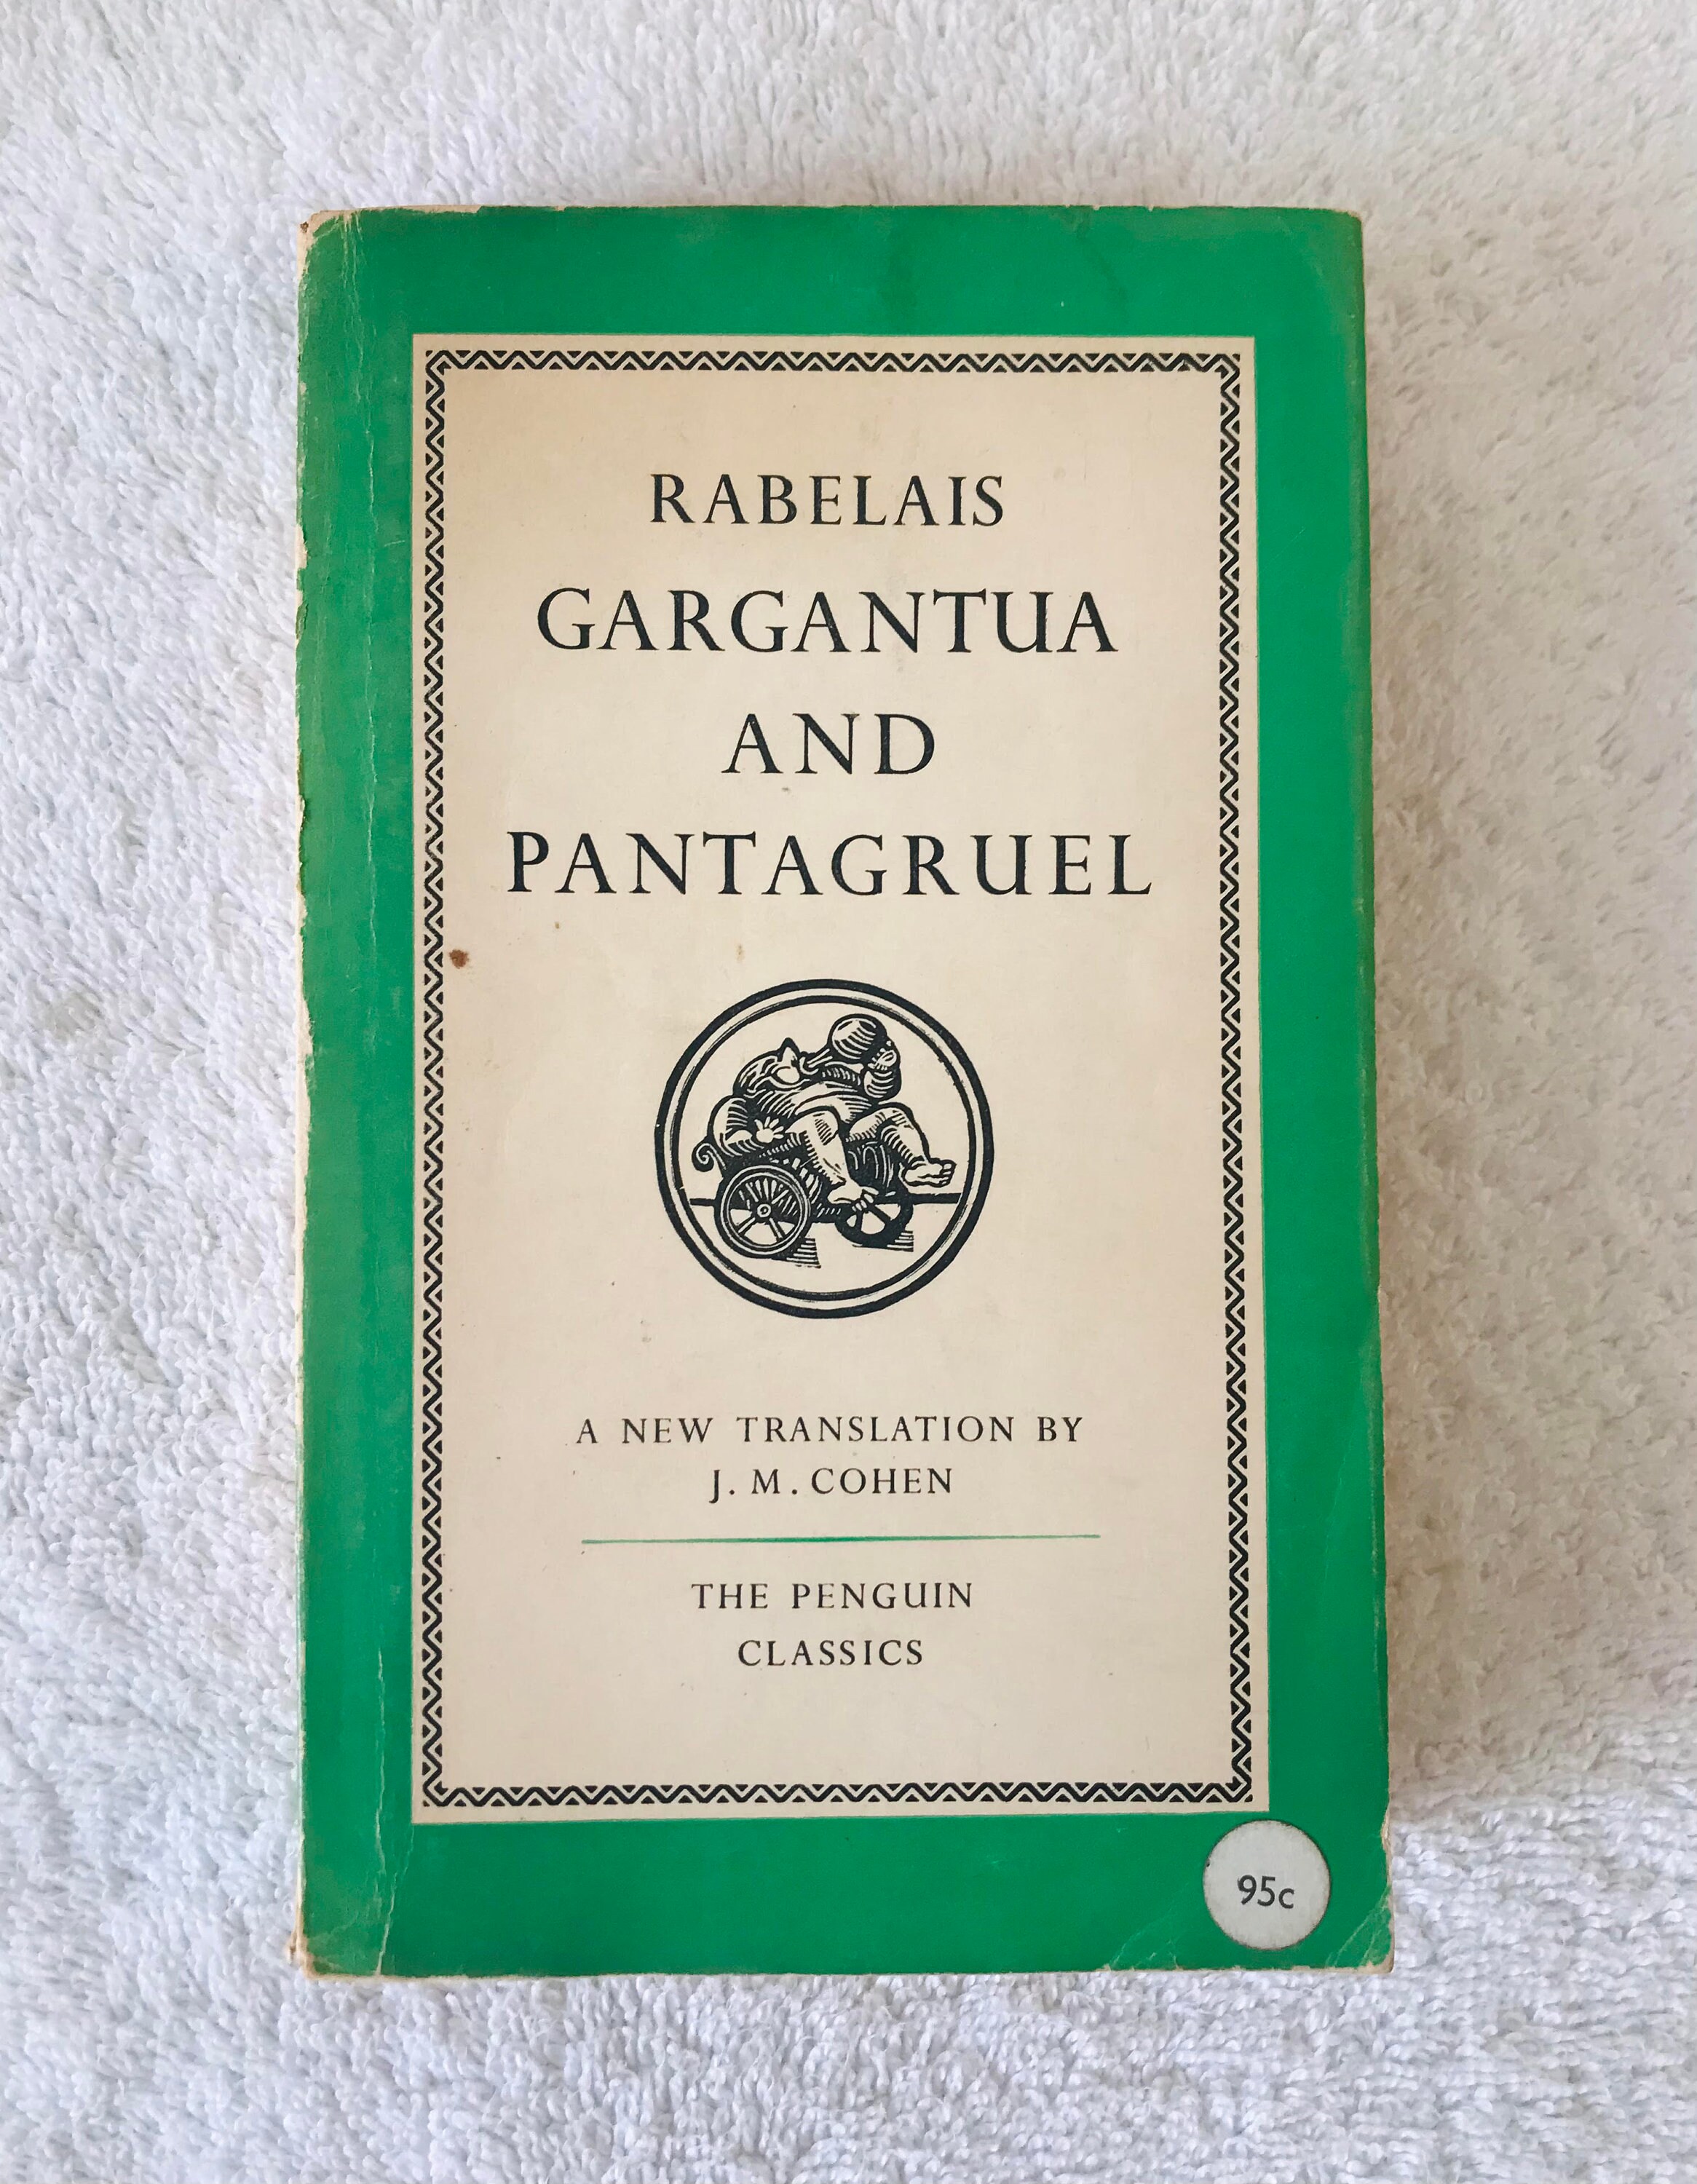 RABELAIS
GARGANTUA
AND
PANTAGRUEL
A NEW TRANSLATION BY
J. M. COHEN
THE PENGUIN
CLASSICS
95c